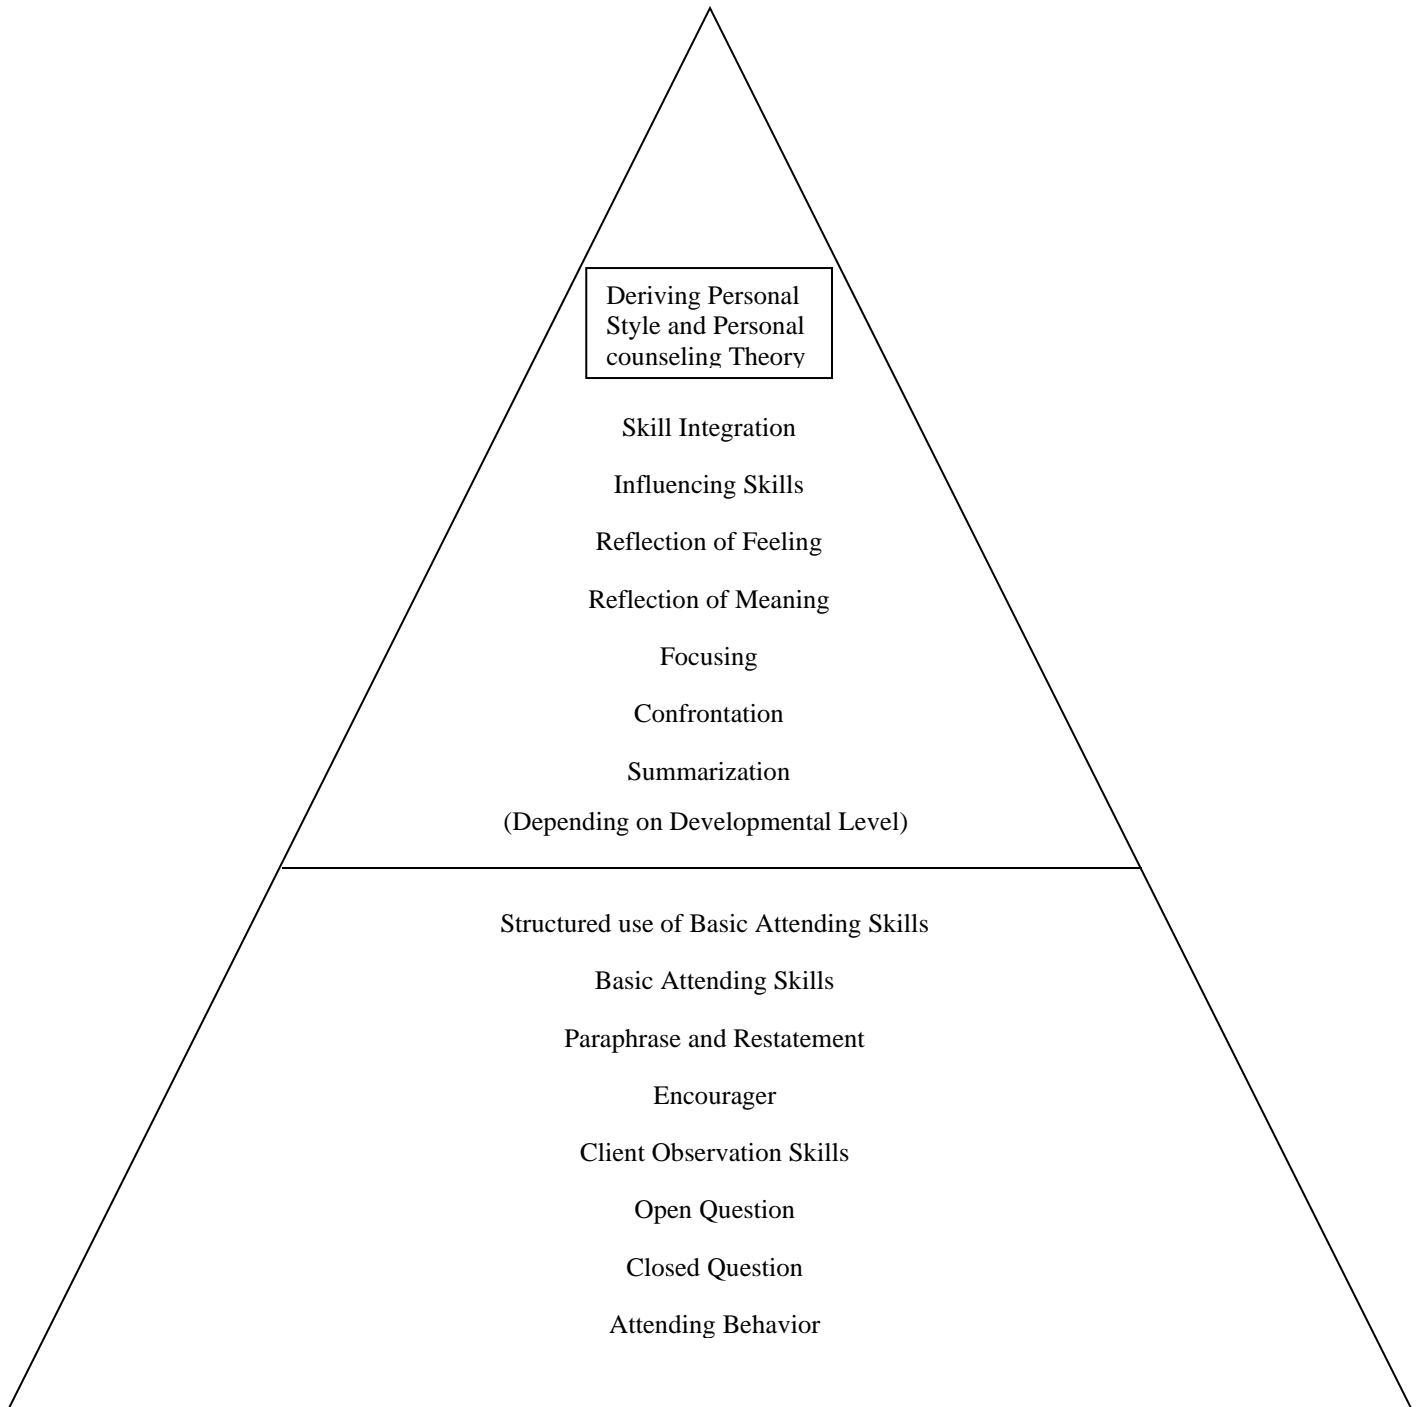 Deriving Personal
Style and Personal
counseling Theory
Skill Integration
Influencing Skills
Reflection of Feeling
Reflection of Meaning
Focusing
Confrontation
Summarization
(Depending on Developmental Level)
Structured use of Basic Attending Skills
Basic Attending Skills
Paraphrase and Restatement
Encourager
Client Observation Skills
Open Question
Closed Question
Attending Behavior